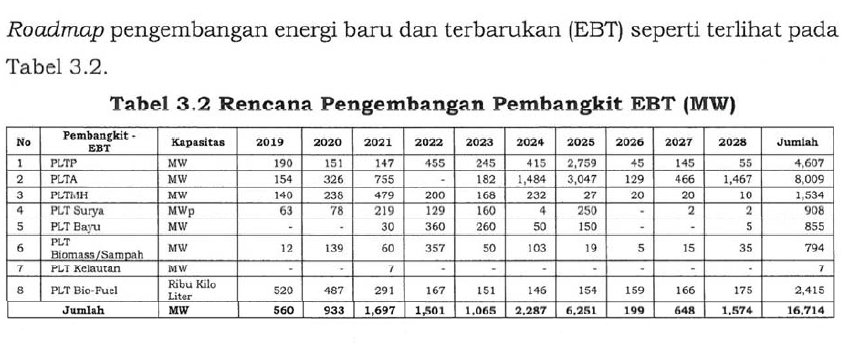 Roadmap pengembangan energi baru dan terbarukan (EBT) seperti terlihat pada
Tabel 3.2.
Tabel 3.2 Rencana Pengembangan Pembangkit EBT (MW)
No Pembangkit - EBT Kapasitas 2019 2020 2021 2022 2023 2024 2025 2026 2027 2028 Jumlah
1 PLTP MW 190 151 147 455 245 415 2,759 45 145 55 4,607
2 PLTA MW 154 326 755 - 182 1,484 3,047 129 466 1,467 8,009
3 PLTMH MW 140 238 479 200 168 232 27 20 20 10 1,534
4 PLT Surya MWp 63 78 219 129 160 4 250 - 2 2 908
5 PLT Bayu MW - - 30 360 260 50 150 - - 5 855
6 PLT Biomass/Sampah MW 12 139 60 357 50 103 19 5 15 35 794
7 PLT Kelautan MW - - 7 - - - - - - - 7
8 PLT Bio-Fuel Ribu Kilo Liter 520 487 291 167 151 146 154 159 166 175 2,415
Jumlah MW 560 933 1,697 1,501 1,065 2,287 6,251 199 648 1,574 16,714